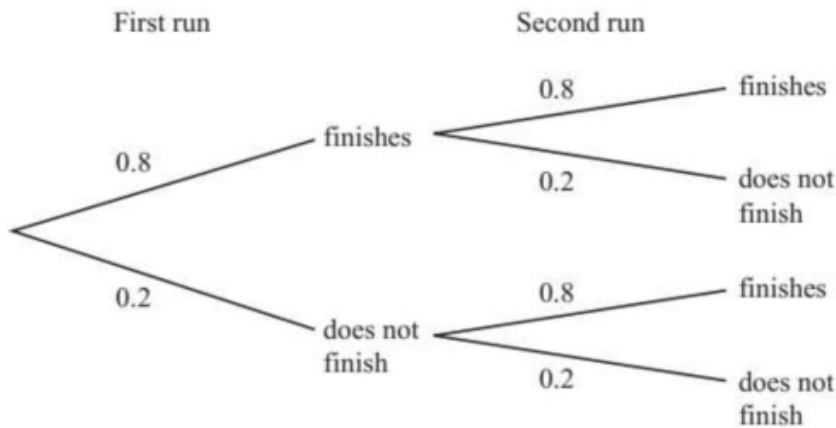 First run
Second run
0.8
finishes
0.8
finishes
0.2
does not
finish
0.2
does not
finish
0.8
finishes
0.2
does not
finish